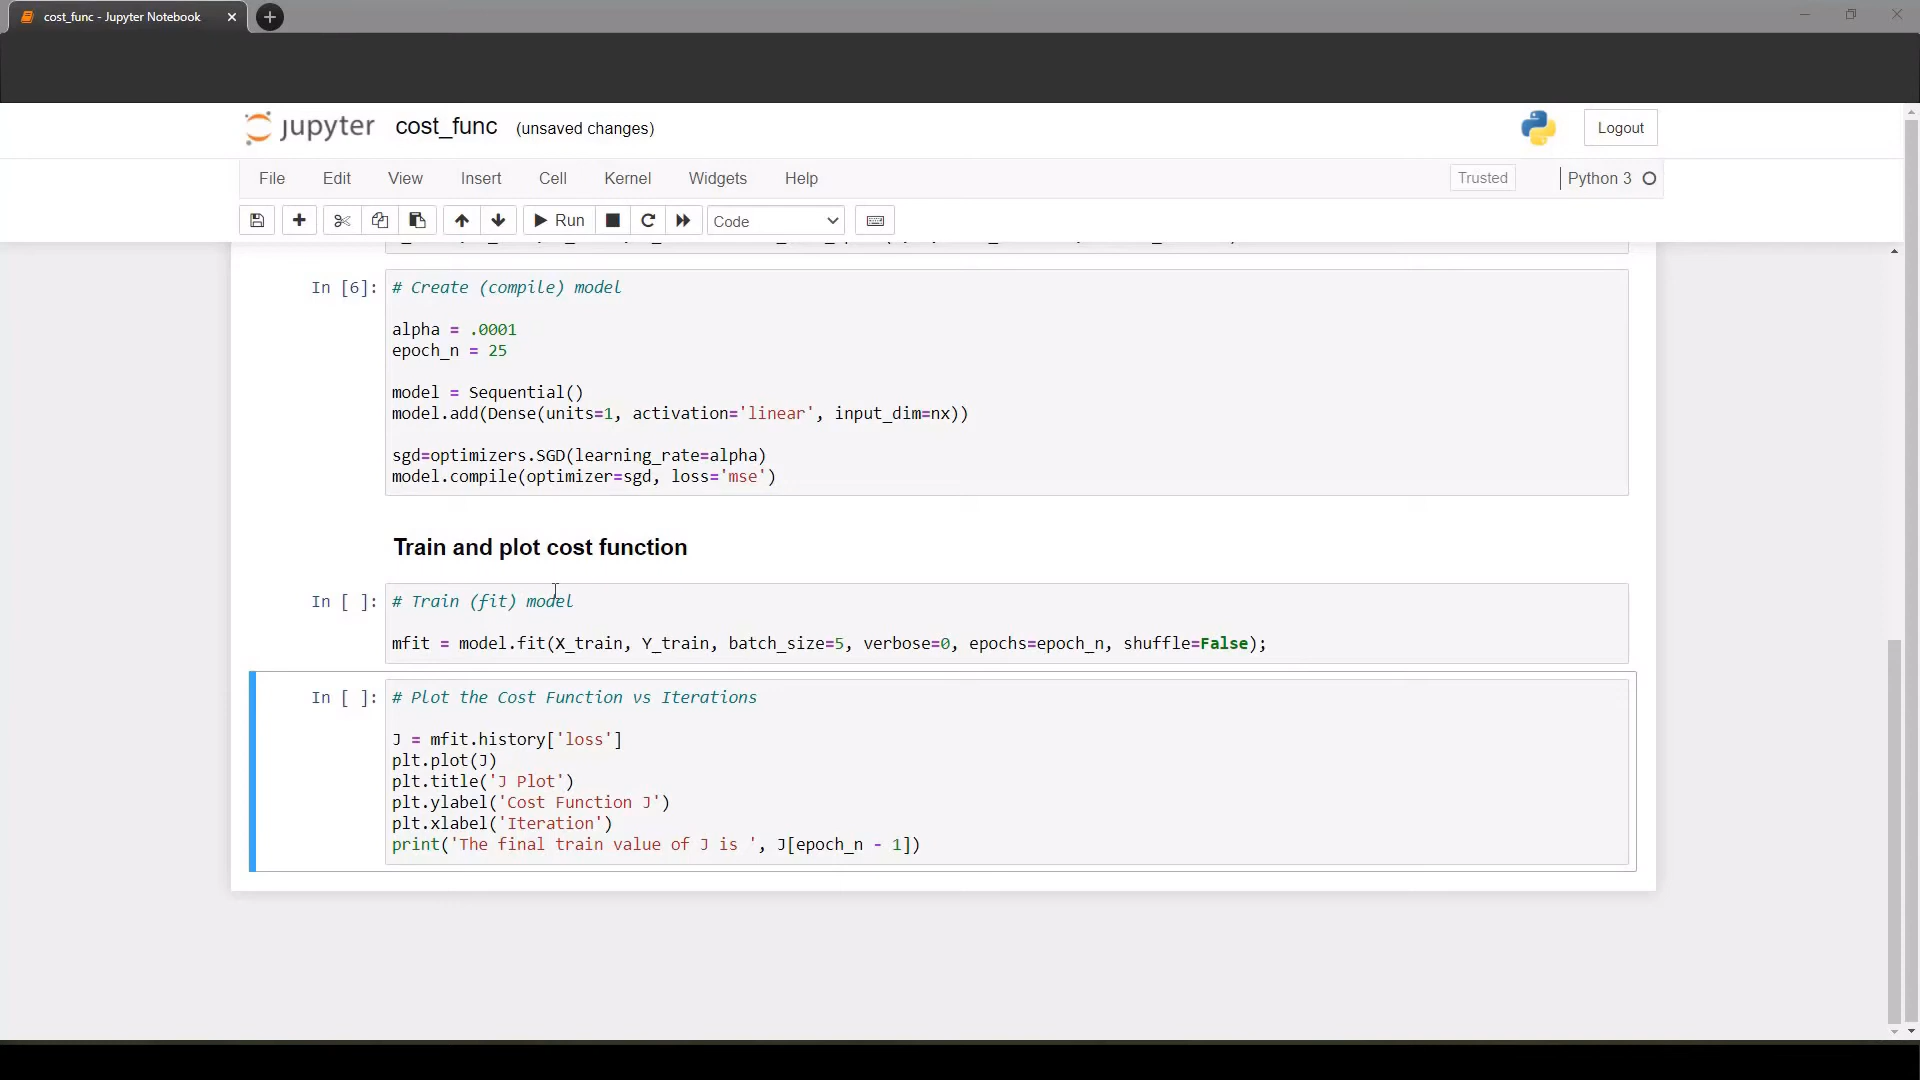 cost_func - Jupyter Notebook
jupyter cost_func (unsaved changes)
Logout
File Edit View Insert Cell Kernel Widgets Help
Trusted Python 3
Run Code
In [6]: # Create (compile) model
alpha = .0001
epoch_n = 25
model = Sequential()
model.add(Dense(units=1, activation='linear', input_dim=nx))
sgd=optimizers.SGD(learning_rate=alpha)
model.compile(optimizer=sgd, loss='mse')
Train and plot cost function
In [ ]: # Train (fit) model
mfit = model.fit(X_train, Y_train, batch_size=5, verbose=0, epochs=epoch_n, shuffle=False);
In [ ]: # Plot the Cost Function vs Iterations
J = mfit.history['loss']
plt.plot(J)
plt.title('J Plot')
plt.ylabel('Cost Function J')
plt.xlabel('Iteration')
print('The final train value of J is ', J[epoch_n - 1])